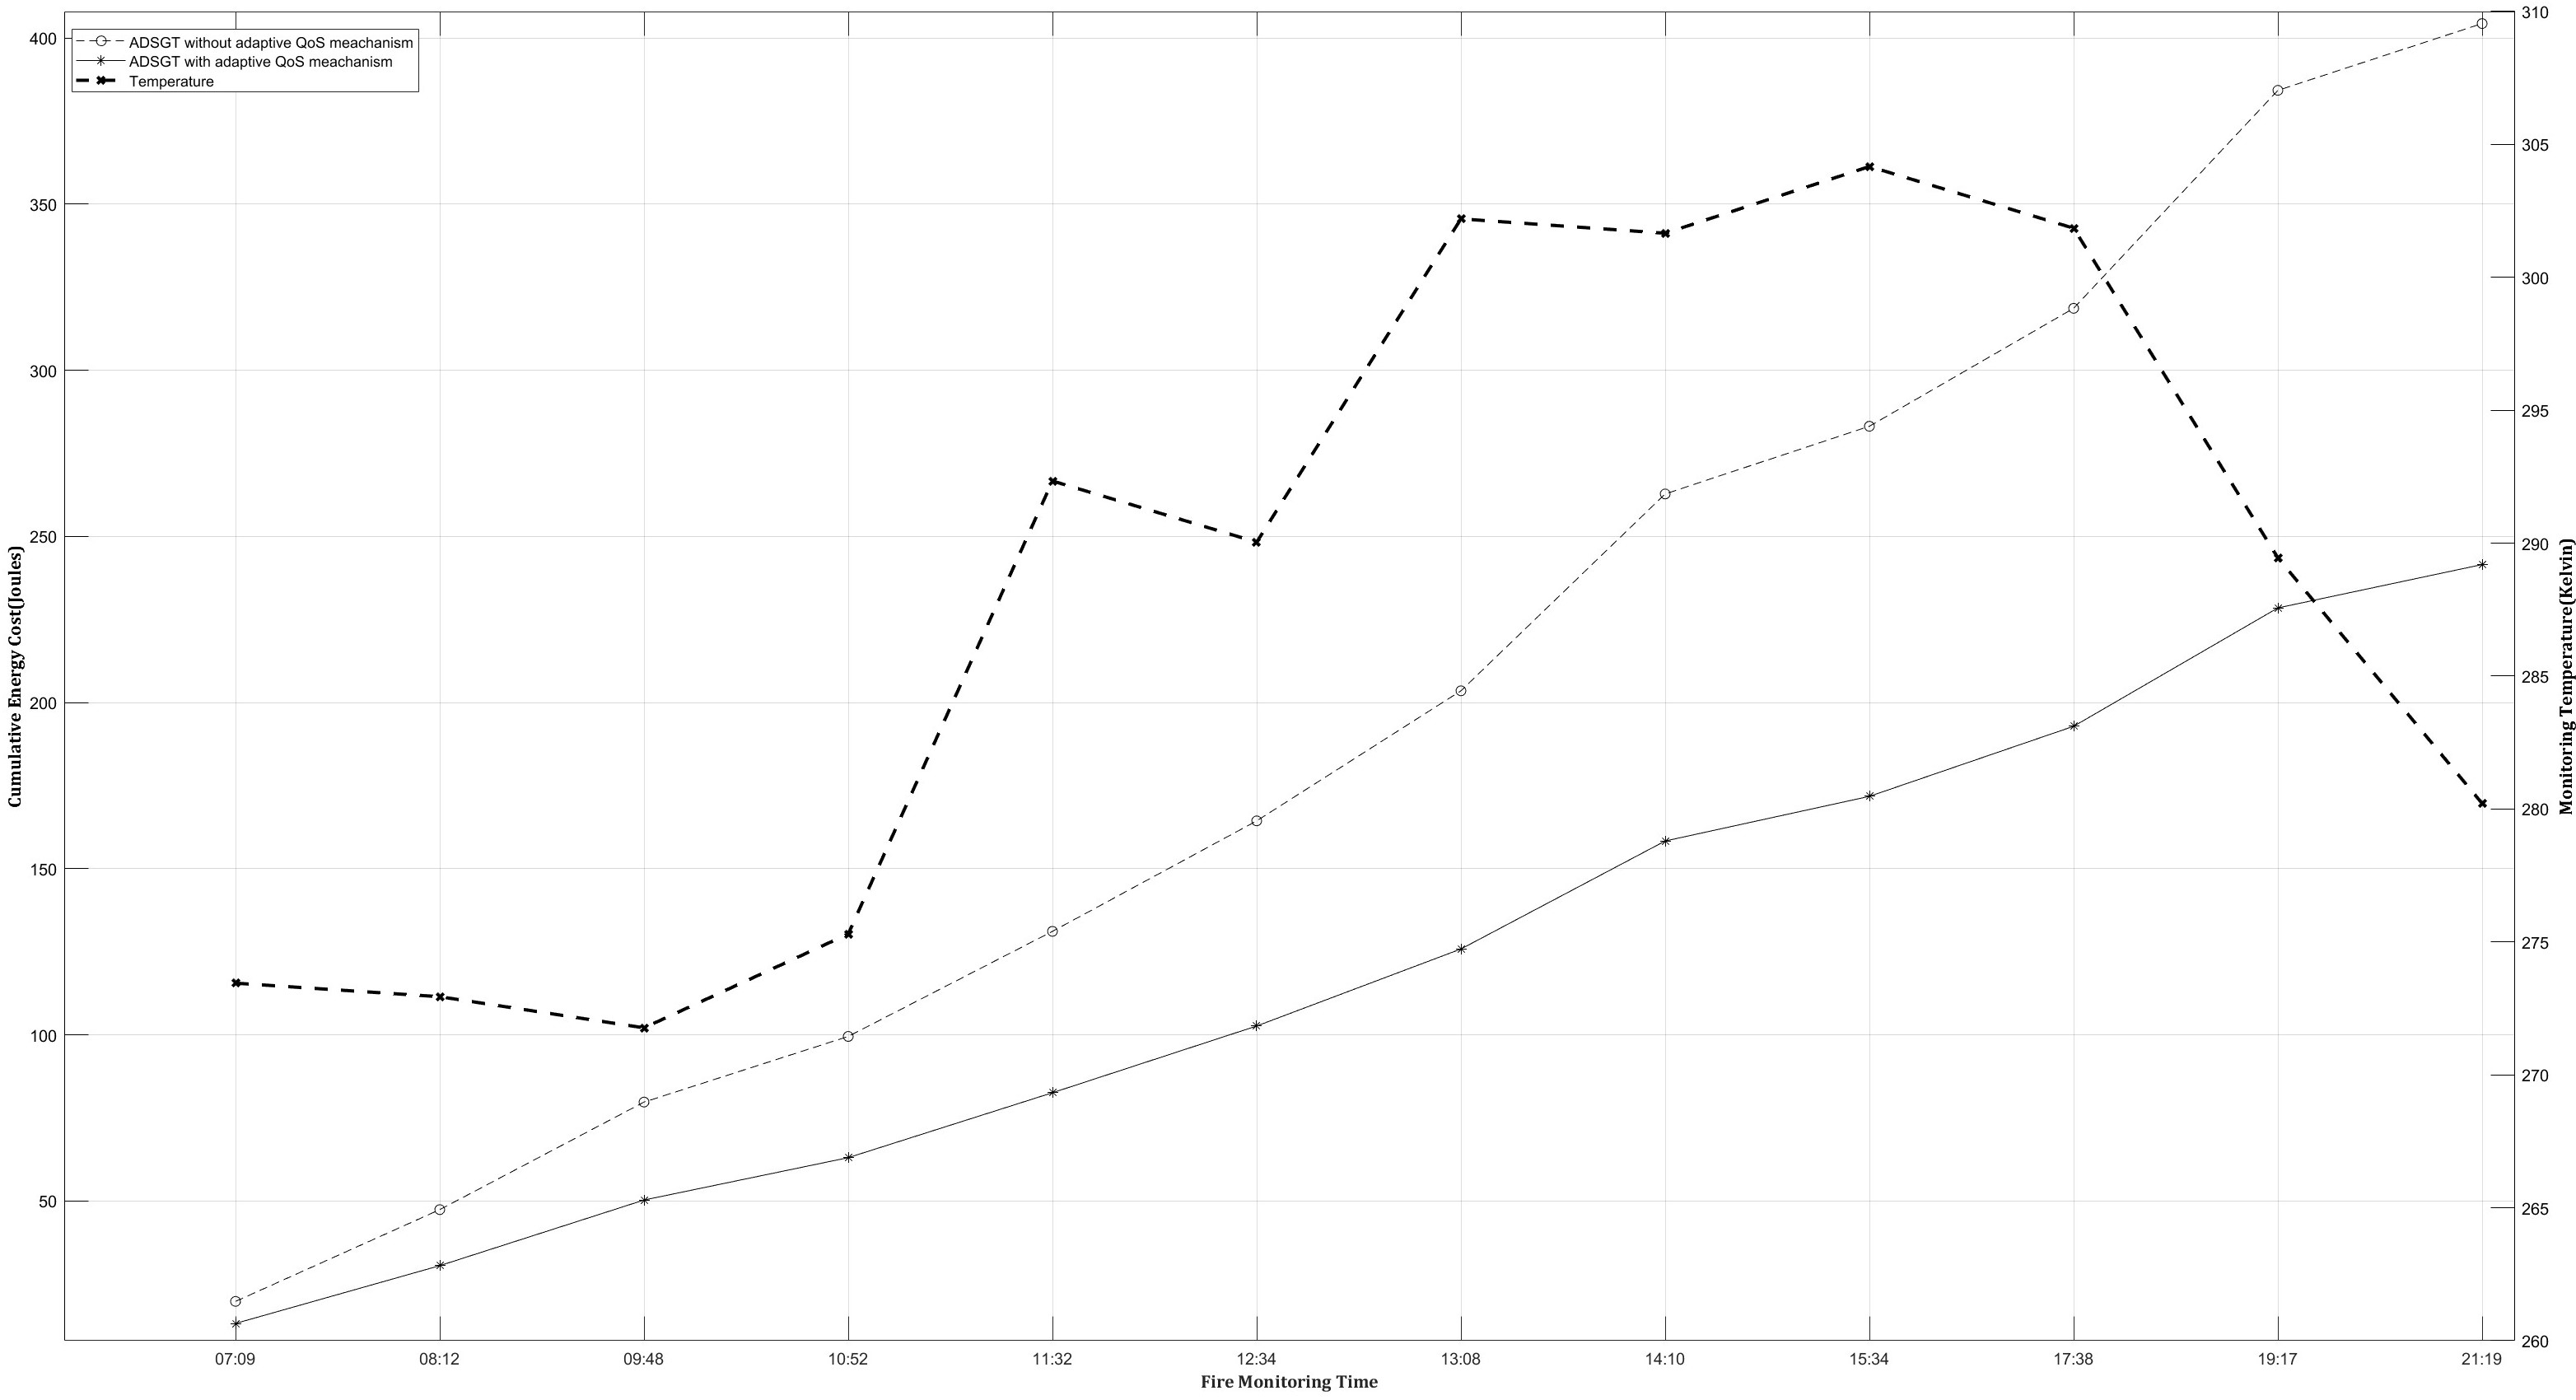 ADSGT without adaptive QoS meachanism
ADSGT with adaptive QoS meachanism
Temperature
400
350
300
250
200
150
100
50
Cumulative Energy Cost(Joules)
310
305
300
295
290
285
280
275
270
265
260
Monitoring Temperature(Kelvin)
07:09 08:12 09:48 10:52 11:32 12:34 13:08 14:10 15:34 17:38 19:17 21:19
Fire Monitoring Time